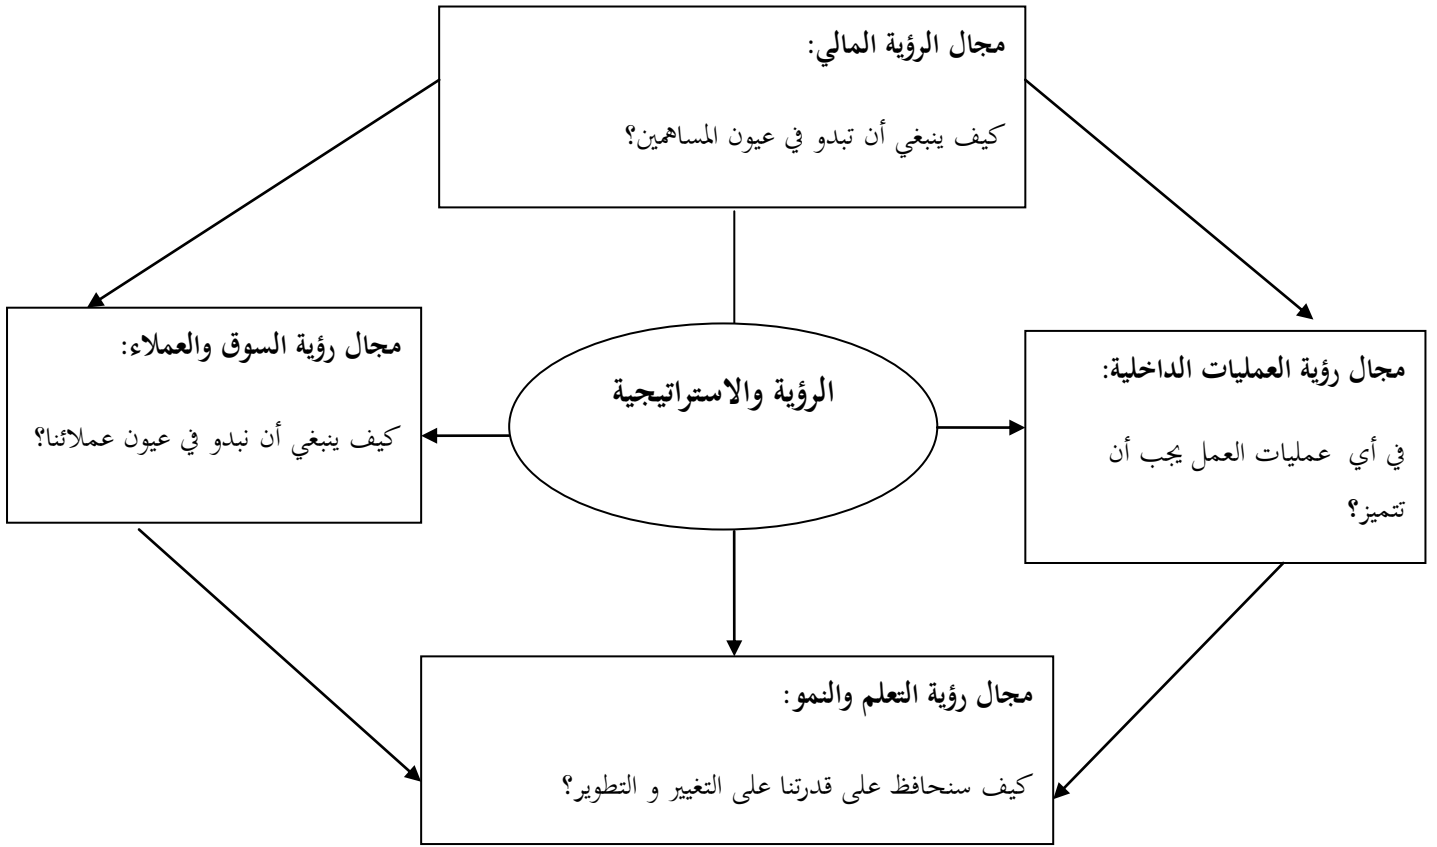 مجال الرؤية المالي:
كيف ينبغي أن تبدو في عيون المساهمين؟
مجال رؤية العمليات الداخلية:
في أي عمليات العمل يجب أن
تتميز؟
الرؤية والاستراتيجية
مجال رؤية السوق والعملاء:
كيف ينبغي أن نبدو في عيون عملائنا؟
مجال رؤية التعلم والنمو:
كيف سنحافظ على قدرتنا على التغيير و التطوير؟